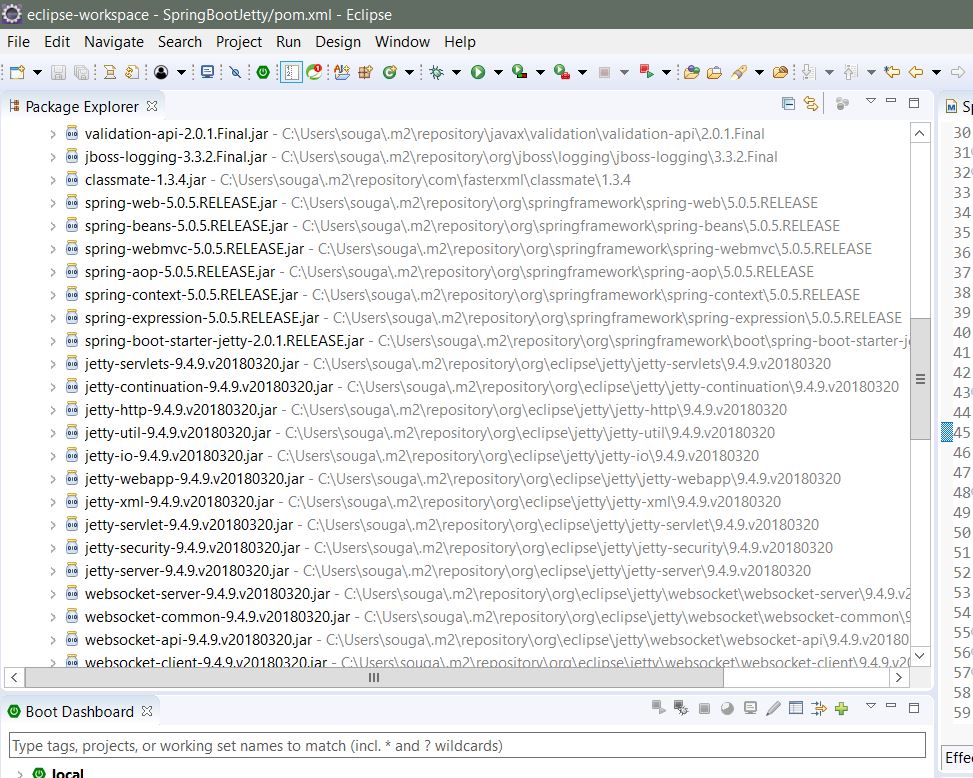 eclipse-workspace - SpringBootJetty/pom.xml - Eclipse
File Edit Navigate Search Project Run Design Window Help
Package Explorer
validation-api-2.0.1.Final.jar - C:\Users\souga\.m2\repository\javax\validation\validation-api\2.0.1.Final
jboss-logging-3.3.2.Final.jar - C:\Users\souga\.m2\repository\org\jboss\logging\jboss-logging\3.3.2.Final
classmate-1.3.4.jar - C:\Users\souga\.m2\repository\com\fasterxml\classmate\1.3.4
spring-web-5.0.5.RELEASE.jar - C:\Users\souga\.m2\repository\org\springframework\spring-web\5.0.5.RELEASE
spring-beans-5.0.5.RELEASE.jar - C:\Users\souga\.m2\repository\org\springframework\spring-beans\5.0.5.RELEASE
spring-webmvc-5.0.5.RELEASE.jar - C:\Users\souga\.m2\repository\org\springframework\spring-webmvc\5.0.5.RELEASE
spring-aop-5.0.5.RELEASE.jar - C:\Users\souga\.m2\repository\org\springframework\spring-aop\5.0.5.RELEASE
spring-context-5.0.5.RELEASE.jar - C:\Users\souga\.m2\repository\org\springframework\spring-context\5.0.5.RELEASE
spring-expression-5.0.5.RELEASE.jar - C:\Users\souga\.m2\repository\org\springframework\spring-expression\5.0.5.RELEASE
spring-boot-starter-jetty-2.0.1.RELEASE.jar - C:\Users\souga\.m2\repository\org\springframework\boot\spring-boot-starter-j
jetty-servlets-9.4.9.v20180320.jar - C:\Users\souga\.m2\repository\org\eclipse\jetty\jetty-servlets\9.4.9.v20180320
jetty-continuation-9.4.9.v20180320.jar - C:\Users\souga\.m2\repository\org\eclipse\jetty\jetty-continuation\9.4.9.v20180320
jetty-http-9.4.9.v20180320.jar - C:\Users\souga\.m2\repository\org\eclipse\jetty\jetty-http\9.4.9.v20180320
jetty-util-9.4.9.v20180320.jar - C:\Users\souga\.m2\repository\org\eclipse\jetty\jetty-util\9.4.9.v20180320
jetty-io-9.4.9.v20180320.jar - C:\Users\souga\.m2\repository\org\eclipse\jetty\jetty-io\9.4.9.v20180320
jetty-webapp-9.4.9.v20180320.jar - C:\Users\souga\.m2\repository\org\eclipse\jetty\jetty-webapp\9.4.9.v20180320
jetty-xml-9.4.9.v20180320.jar - C:\Users\souga\.m2\repository\org\eclipse\jetty\jetty-xml\9.4.9.v20180320
jetty-servlet-9.4.9.v20180320.jar - C:\Users\souga\.m2\repository\org\eclipse\jetty\jetty-servlet\9.4.9.v20180320
jetty-security-9.4.9.v20180320.jar - C:\Users\souga\.m2\repository\org\eclipse\jetty\jetty-security\9.4.9.v20180320
jetty-server-9.4.9.v20180320.jar - C:\Users\souga\.m2\repository\org\eclipse\jetty\jetty-server\9.4.9.v20180320
websocket-server-9.4.9.v20180320.jar - C:\Users\souga\.m2\repository\org\eclipse\jetty\websocket\websocket-server\9.4.9.v2
websocket-common-9.4.9.v20180320.jar - C:\Users\souga\.m2\repository\org\eclipse\jetty\websocket\websocket-common\9
websocket-api-9.4.9.v20180320.jar - C:\Users\souga\.m2\repository\org\eclipse\jetty\websocket\websocket-api\9.4.9.v20180
websocket-client-9.4.9.v20180320.jar - C:\Users\souga\.m2\repository\org\eclipse\jetty\websocket\websocket-client\9.4.9.v20
Boot Dashboard
Type tags, projects, or working set names to match (incl. * and ? wildcards)
local
Sp
30
31
32
33
34
35
36
37
38
39
40
41
42
43
44
45
46
47
48
49
50
51
52
53
54
55
56
57
58
59
Effe